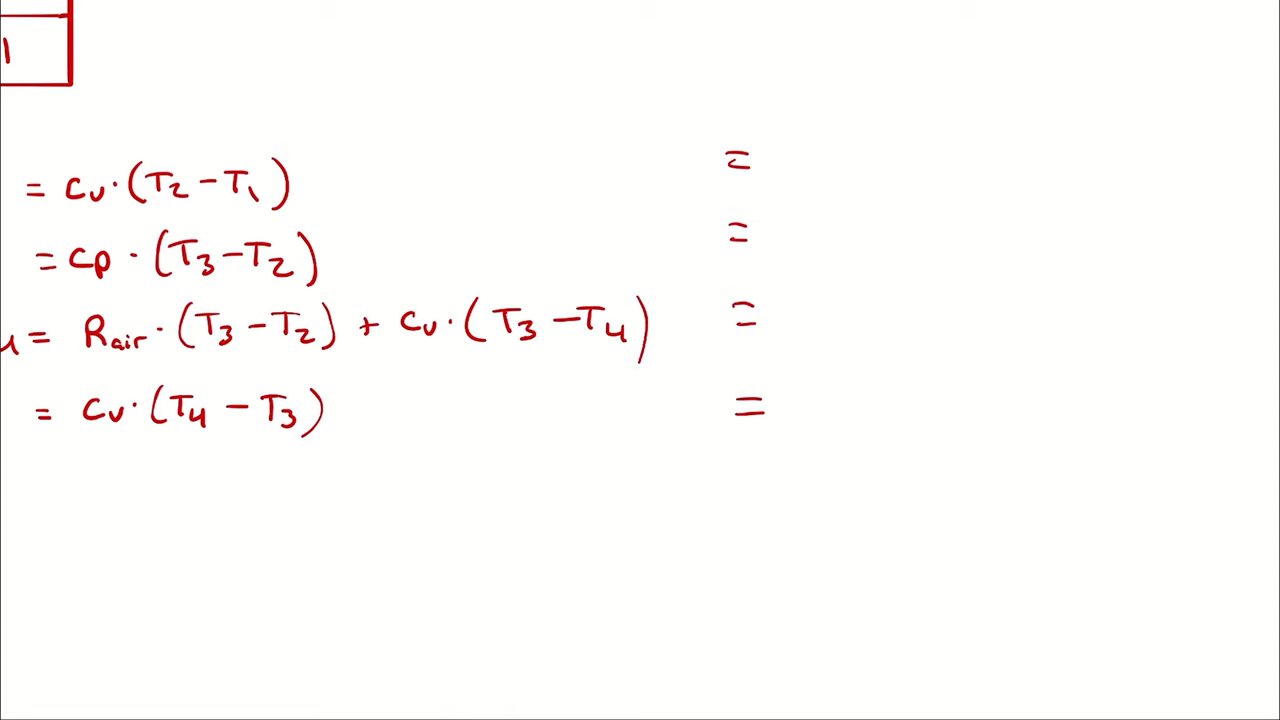 1
= Cv · (T2 - T1) =
= Cp · (T3 - T2) =
= Rair · (T3 - T2) + Cv · (T3 - T4) =
= Cv · (T4 - T3) =